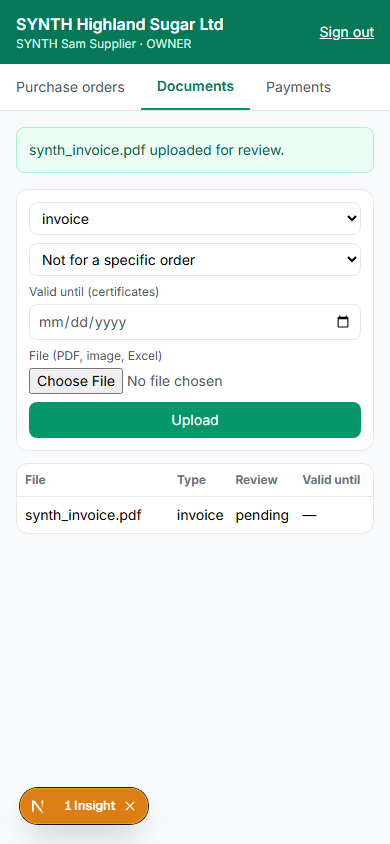 SYNTH Highland Sugar Ltd
SYNTH Sam Supplier · OWNER
Sign out
Purchase orders Documents Payments
synth_invoice.pdf uploaded for review.
invoice
Not for a specific order
Valid until (certificates)
mm/dd/yyyy
File (PDF, image, Excel)
Choose File No file chosen
Upload
File Type Review Valid until
synth_invoice.pdf invoice pending —
N 1 Insight ×